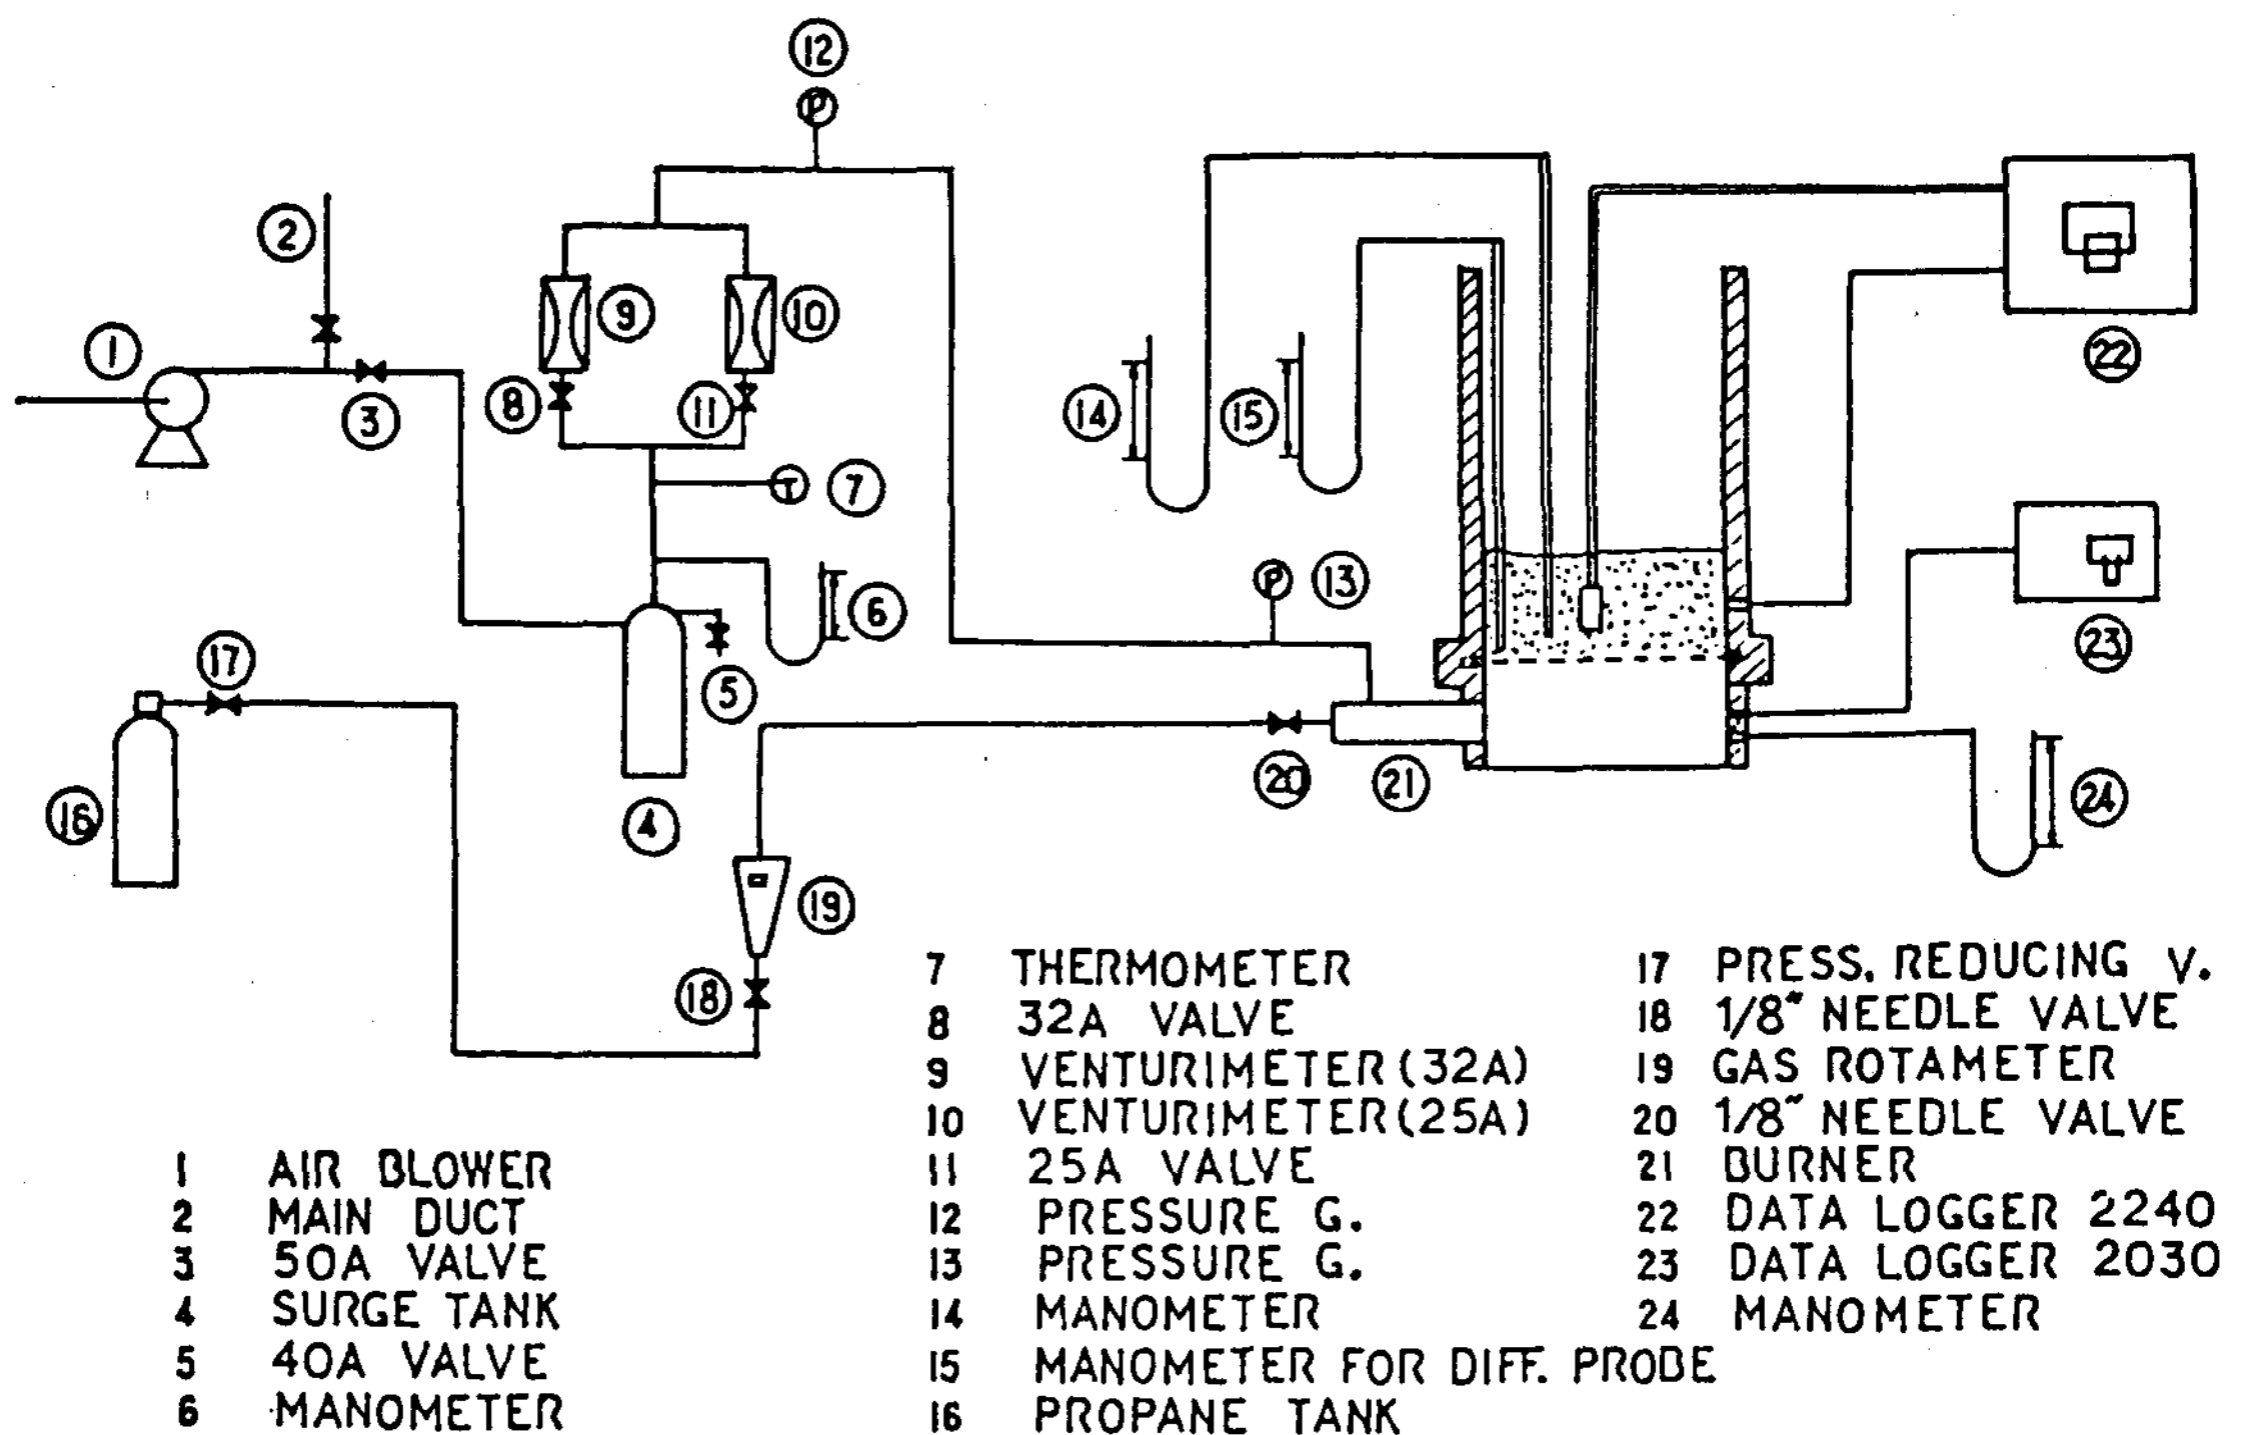 12
P
2
9
10
1
3
8
11
14
15
22
T
7
P
13
6
17
5
23
16
4
20
21
24
19
18
7 THERMOMETER
8 32A VALVE
9 VENTURIMETER (32A)
10 VENTURIMETER (25A)
11 25A VALVE
12 PRESSURE G.
13 PRESSURE G.
14 MANOMETER
15 MANOMETER FOR DIFF. PROBE
16 PROPANE TANK
17 PRESS. REDUCING V.
18 1/8" NEEDLE VALVE
19 GAS ROTAMETER
20 1/8" NEEDLE VALVE
21 BURNER
22 DATA LOGGER 2240
23 DATA LOGGER 2030
24 MANOMETER
1 AIR BLOWER
2 MAIN DUCT
3 50A VALVE
4 SURGE TANK
5 40A VALVE
6 MANOMETER